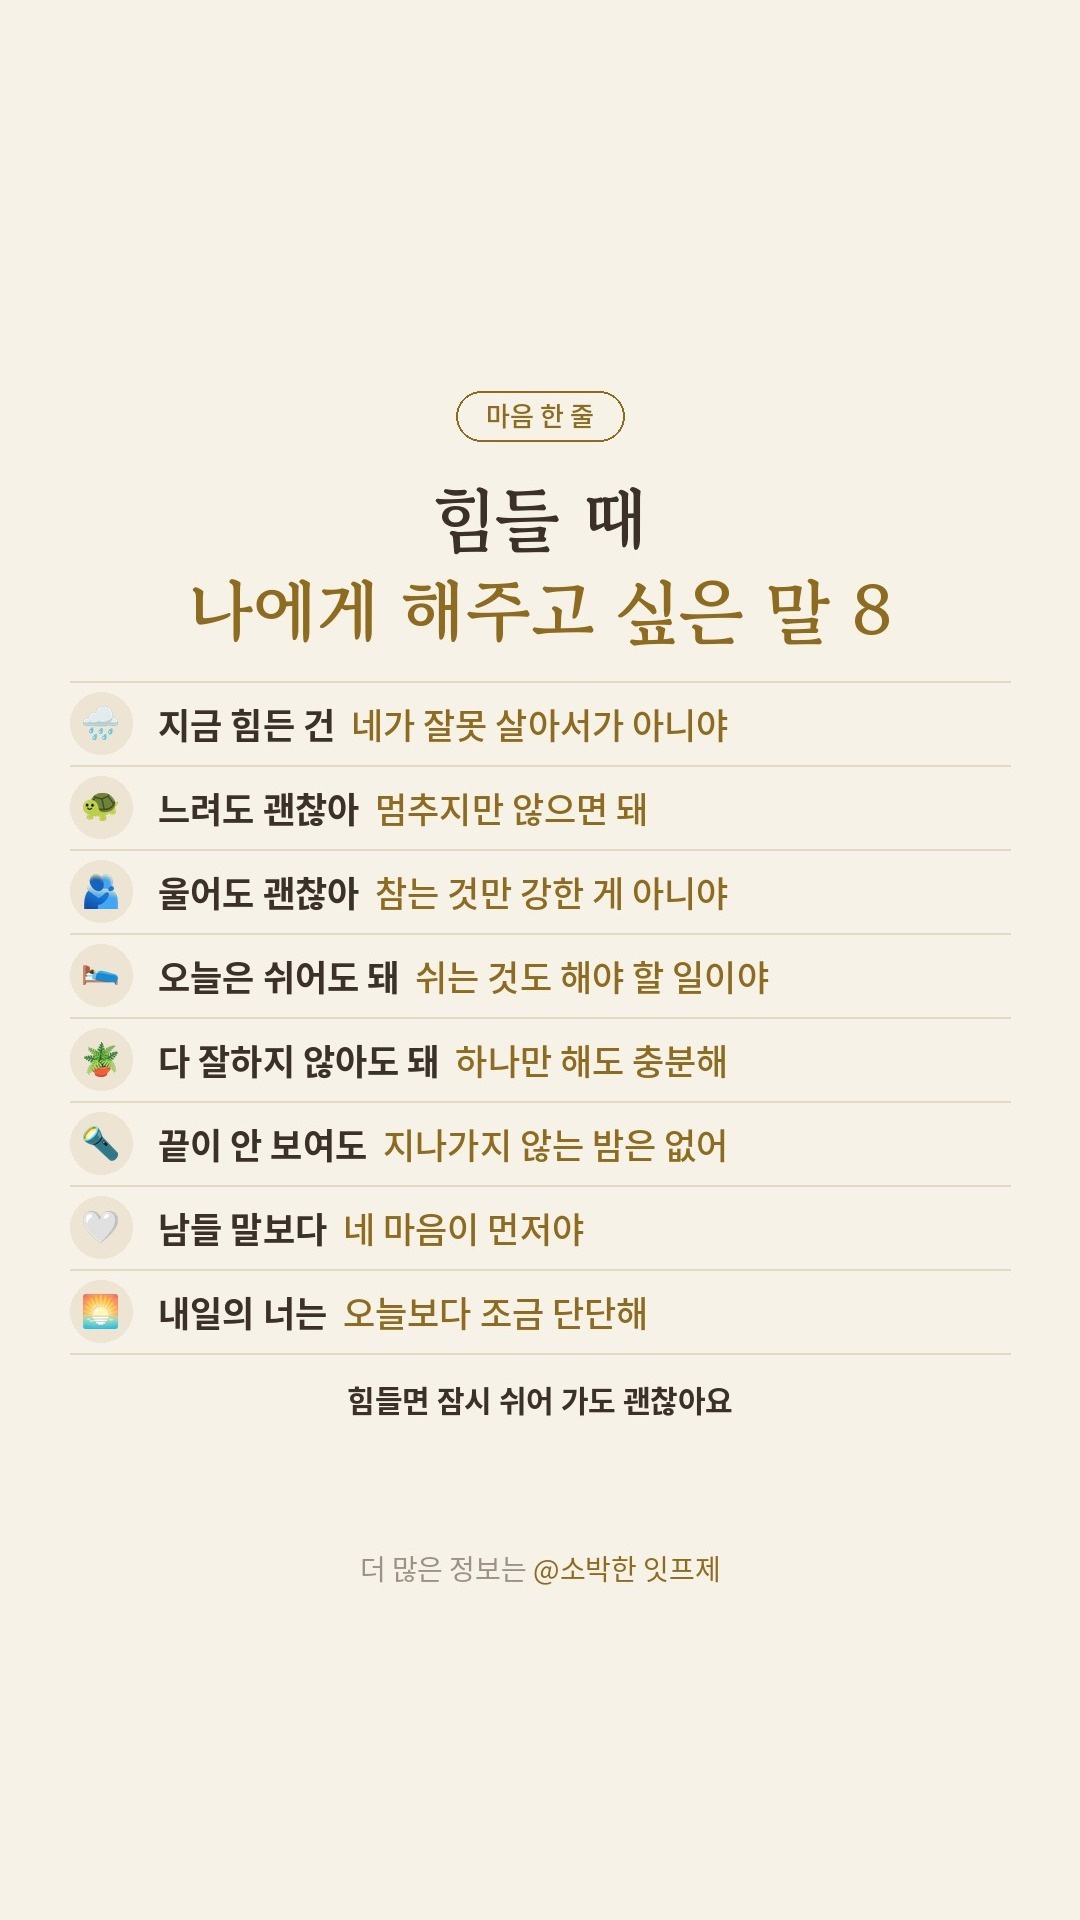 마음 한 줄
힘들 때
나에게 해주고 싶은 말 8
지금 힘든 건 네가 잘못 살아서가 아니야
느려도 괜찮아 멈추지만 않으면 돼
울어도 괜찮아 참는 것만 강한 게 아니야
오늘은 쉬어도 돼 쉬는 것도 해야 할 일이야
다 잘하지 않아도 돼 하나만 해도 충분해
끝이 안 보여도 지나가지 않는 밤은 없어
남들 말보다 네 마음이 먼저야
내일의 너는 오늘보다 조금 단단해
힘들면 잠시 쉬어 가도 괜찮아요
더 많은 정보는 @소박한 잇프제